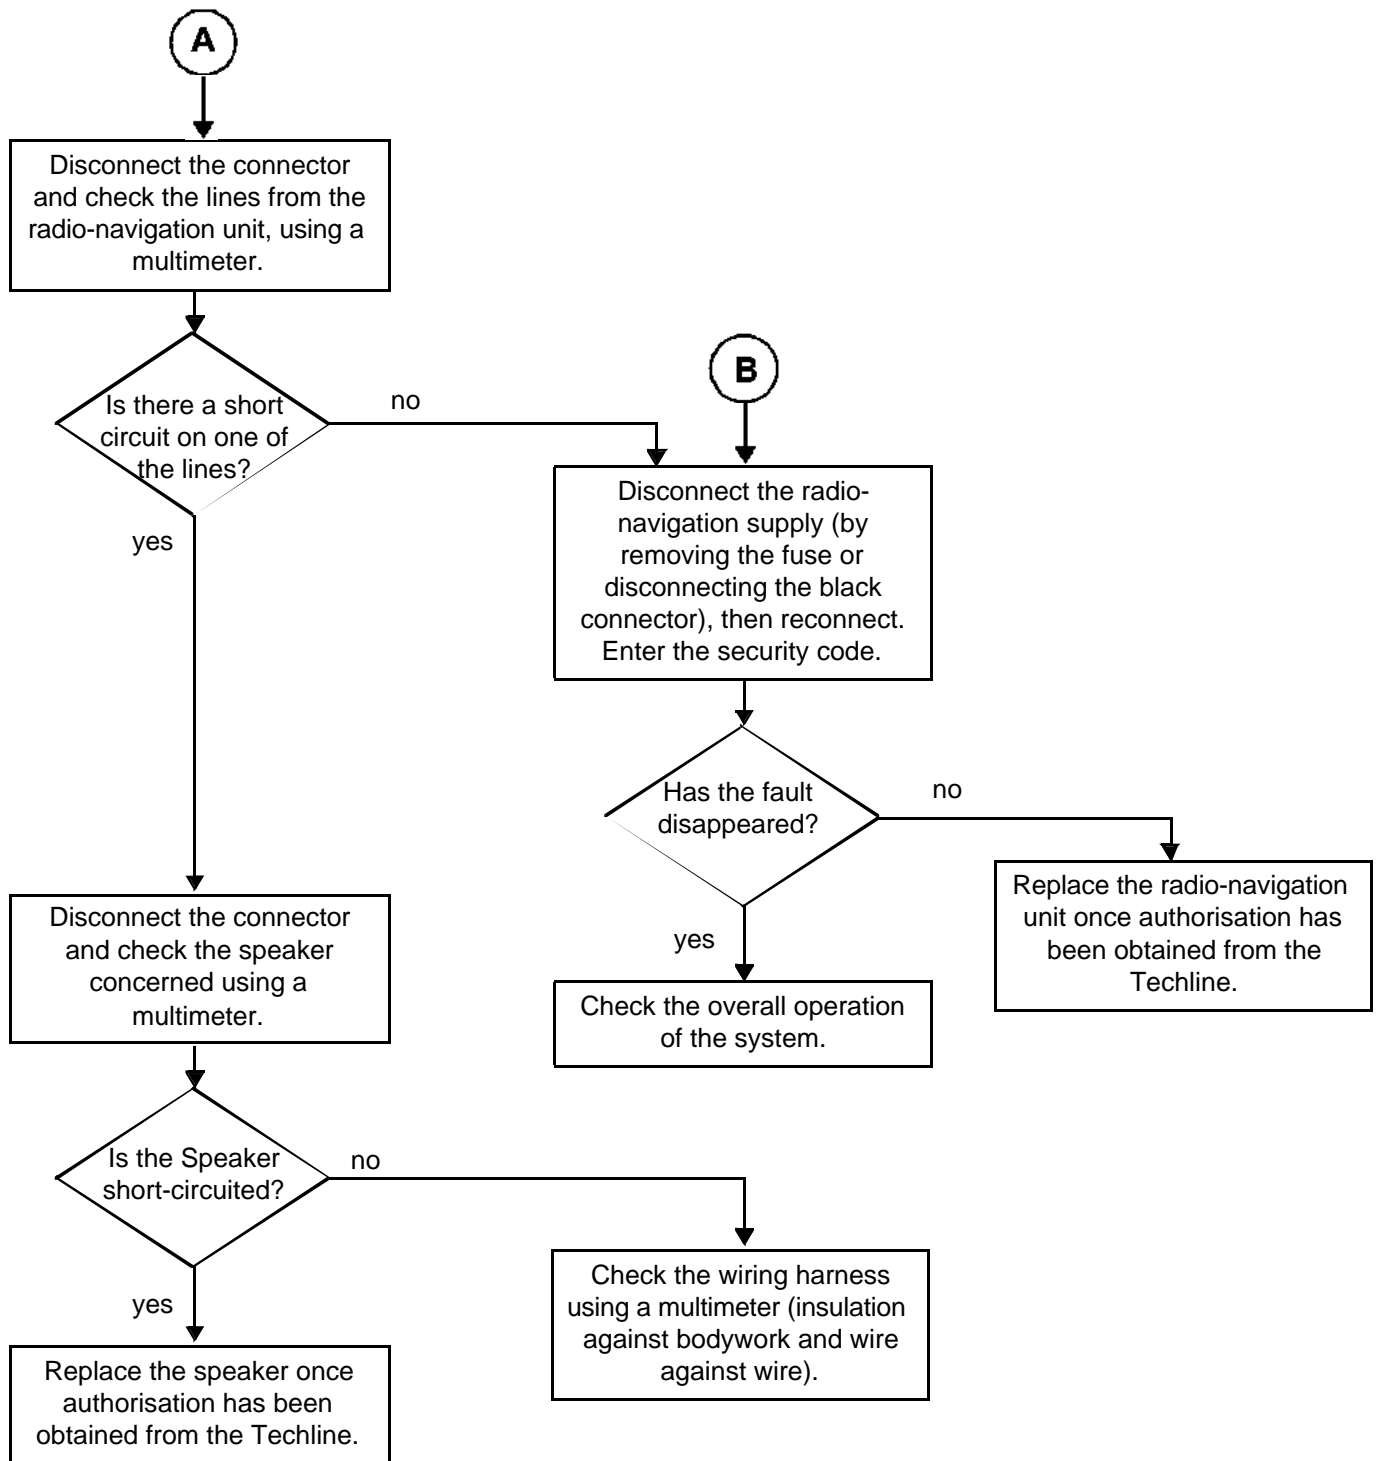 A
Disconnect the connector
and check the lines from the
radio-navigation unit, using a
multimeter.
Is there a short
circuit on one of
the lines?
no
yes
B
Disconnect the radio-
navigation supply (by
removing the fuse or
disconnecting the black
connector), then reconnect.
Enter the security code.
Has the fault
disappeared?
no
yes
Replace the radio-navigation
unit once authorisation has
been obtained from the
Techline.
Check the overall operation
of the system.
Disconnect the connector
and check the speaker
concerned using a
multimeter.
Is the Speaker
short-circuited?
no
yes
Check the wiring harness
using a multimeter (insulation
against bodywork and wire
against wire).
Replace the speaker once
authorisation has been
obtained from the Techline.